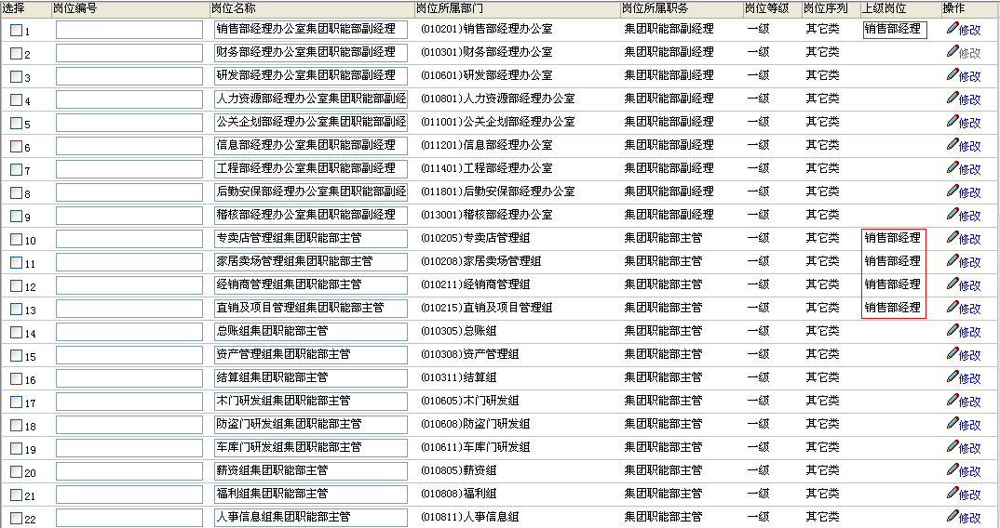 选择 岗位编号 岗位名称 岗位所属部门 岗位所属职务 岗位等级 岗位序列 上级岗位 操作
1 销售部经理办公室集团职能部副经理 (010201)销售部经理办公室 集团职能部副经理 一级 其它类 销售部经理 修改
2 财务部经理办公室集团职能部副经理 (010301)财务部经理办公室 集团职能部副经理 一级 其它类 修改
3 研发部经理办公室集团职能部副经理 (010601)研发部经理办公室 集团职能部副经理 一级 其它类 修改
4 人力资源部经理办公室集团职能部副经 (010801)人力资源部经理办公室 集团职能部副经理 一级 其它类 修改
5 公关企划部经理办公室集团职能部副经 (011001)公关企划部经理办公室 集团职能部副经理 一级 其它类 修改
6 信息部经理办公室集团职能部副经理 (011201)信息部经理办公室 集团职能部副经理 一级 其它类 修改
7 工程部经理办公室集团职能部副经理 (011401)工程部经理办公室 集团职能部副经理 一级 其它类 修改
8 后勤安保部经理办公室集团职能部副经 (011801)后勤安保部经理办公室 集团职能部副经理 一级 其它类 修改
9 稽核部经理办公室集团职能部副经理 (013001)稽核部经理办公室 集团职能部副经理 一级 其它类 修改
10 专卖店管理组集团职能部主管 (010205)专卖店管理组 集团职能部主管 一级 其它类 销售部经理 修改
11 家居卖场管理组集团职能部主管 (010208)家居卖场管理组 集团职能部主管 一级 其它类 销售部经理 修改
12 经销商管理组集团职能部主管 (010211)经销商管理组 集团职能部主管 一级 其它类 销售部经理 修改
13 直销及项目管理组集团职能部主管 (010215)直销及项目管理组 集团职能部主管 一级 其它类 销售部经理 修改
14 总账组集团职能部主管 (010305)总账组 集团职能部主管 一级 其它类 修改
15 资产管理组集团职能部主管 (010308)资产管理组 集团职能部主管 一级 其它类 修改
16 结算组集团职能部主管 (010311)结算组 集团职能部主管 一级 其它类 修改
17 木门研发组集团职能部主管 (010605)木门研发组 集团职能部主管 一级 其它类 修改
18 防盗门研发组集团职能部主管 (010608)防盗门研发组 集团职能部主管 一级 其它类 修改
19 车库门研发组集团职能部主管 (010611)车库门研发组 集团职能部主管 一级 其它类 修改
20 薪资组集团职能部主管 (010805)薪资组 集团职能部主管 一级 其它类 修改
21 福利组集团职能部主管 (010808)福利组 集团职能部主管 一级 其它类 修改
22 人事信息组集团职能部主管 (010811)人事信息组 集团职能部主管 一级 其它类 修改